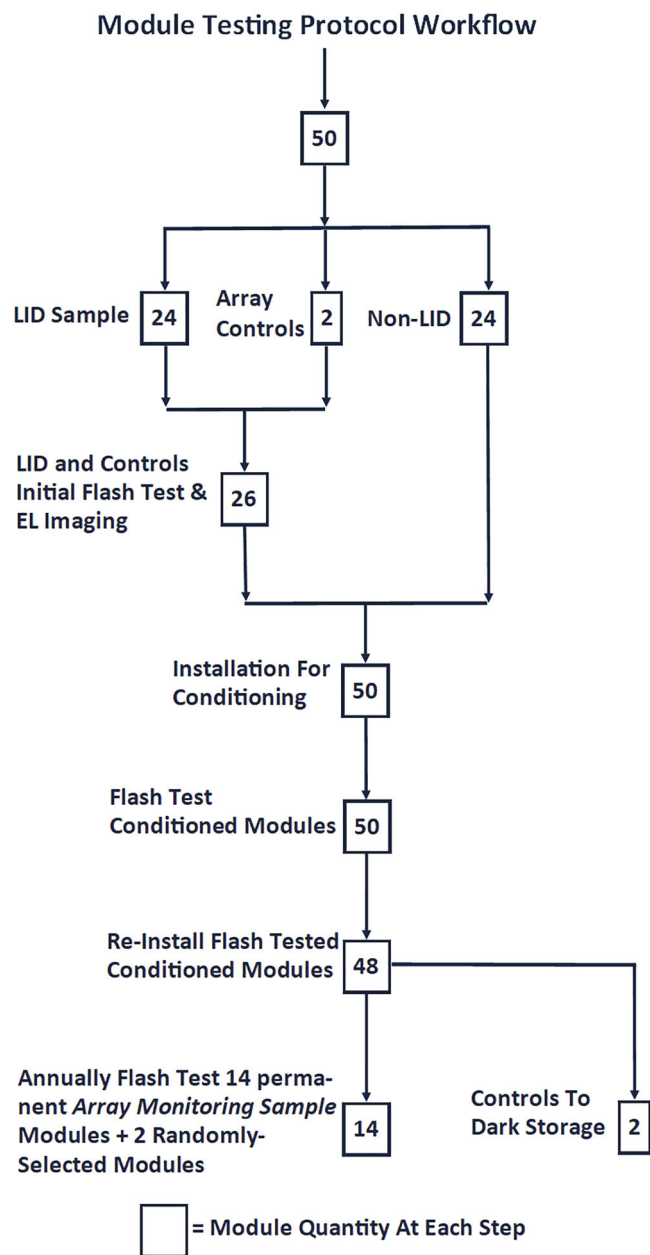 Module Testing Protocol Workflow
50
LID Sample
24
Array
Controls
2
Non-LID
24
LID and Controls
Initial Flash Test &
EL Imaging
26
Installation For
Conditioning
50
Flash Test
Conditioned Modules
50
Re-Install Flash Tested
Conditioned Modules
48
Annually Flash Test 14 perma-
nent Array Monitoring Sample
Modules + 2 Randomly-
Selected Modules
14
Controls To
Dark Storage
2
= Module Quantity At Each Step